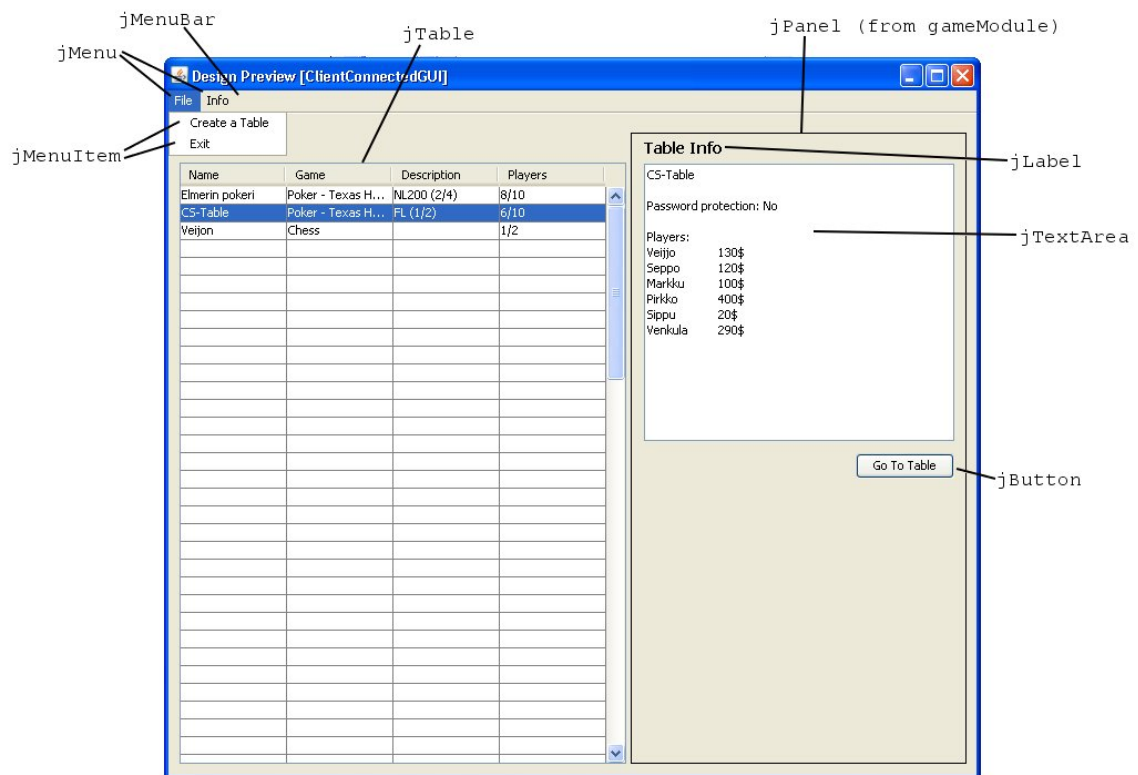 jMenuBar
jTable
jPanel (from gameModule)
jMenu
Design Preview [ClientConnectedGUI]
File Info
Create a Table
Exit
jMenuItem
Table Info
jLabel
Name Game Description Players
Elmerin pokeri Poker - Texas H... NL200 (2/4) 8/10
CS-Table Poker - Texas H... FL (1/2) 6/10
Veijon Chess 1/2
CS-Table
Password protection: No
jTextArea
Players:
Veijjo 130$
Seppo 120$
Markku 100$
Pirkko 400$
Sippu 20$
Venkula 290$
Go To Table
jButton